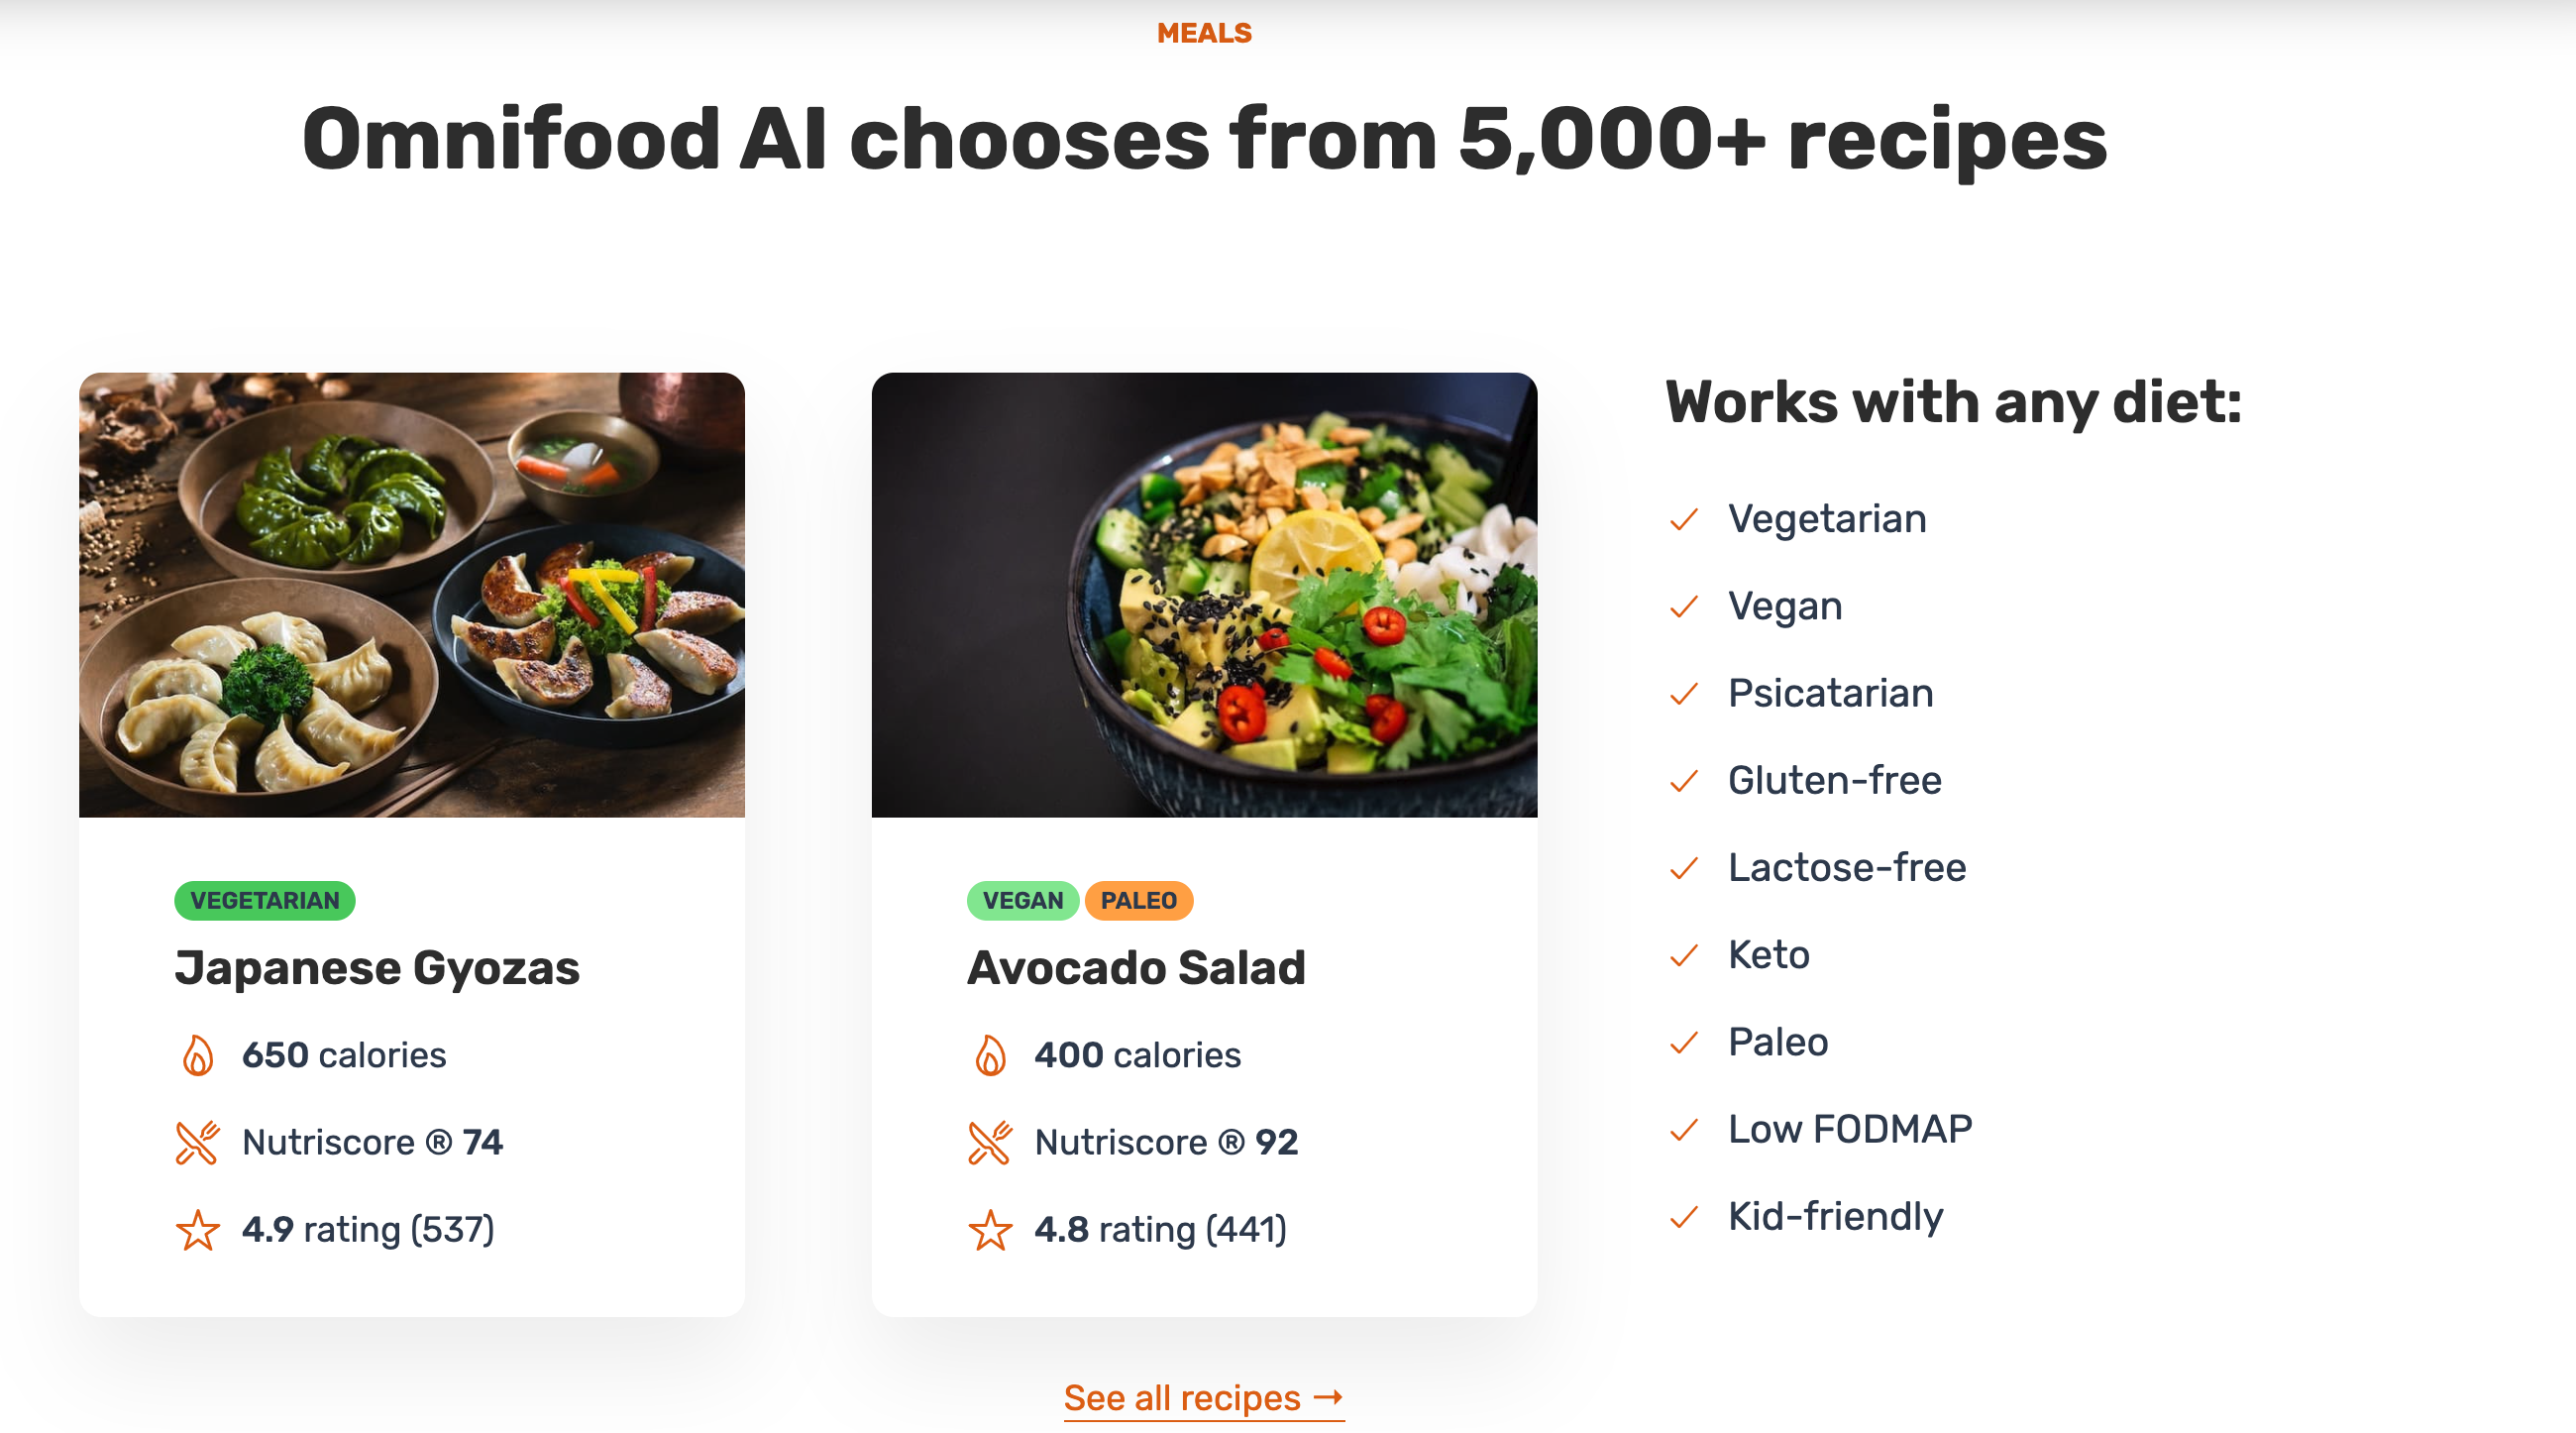 MEALS
Omnifood AI chooses from 5,000+ recipes
VEGETARIAN
Japanese Gyozas
650 calories
Nutriscore ® 74
4.9 rating (537)
VEGAN PALEO
Avocado Salad
400 calories
Nutriscore ® 92
4.8 rating (441)
Works with any diet:
Vegetarian
Vegan
Psicatarian
Gluten-free
Lactose-free
Keto
Paleo
Low FODMAP
Kid-friendly
See all recipes →